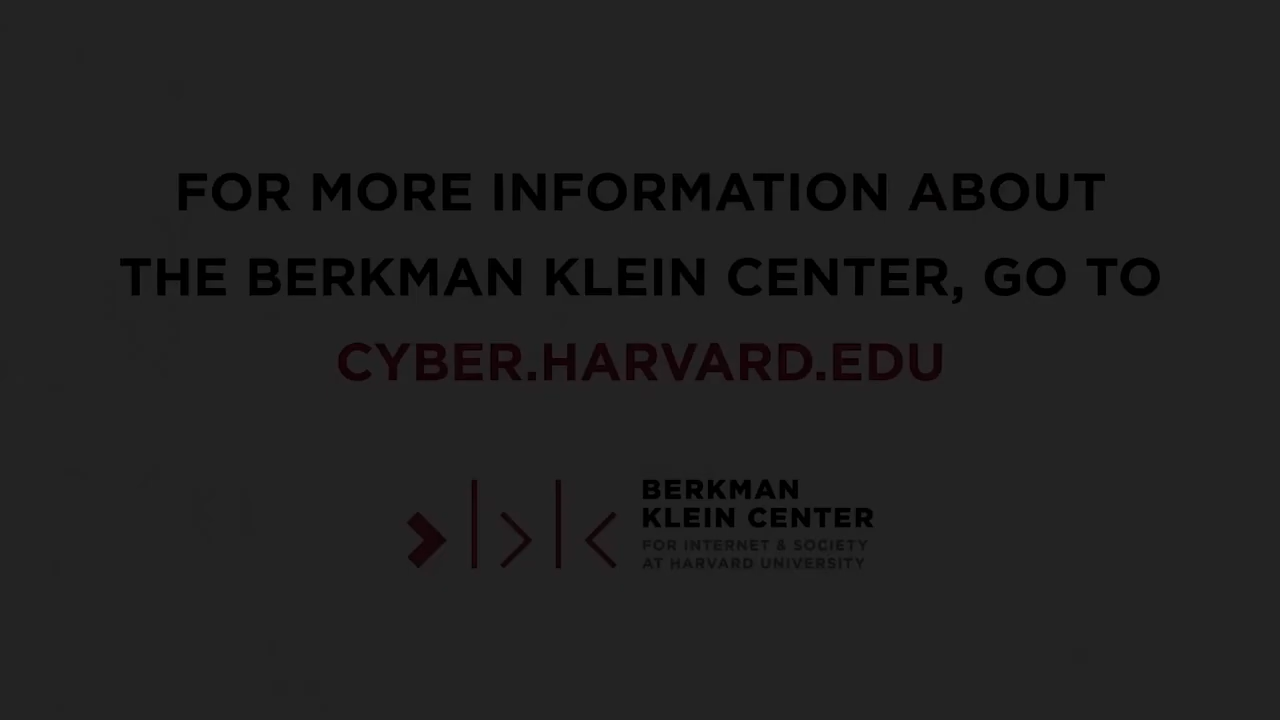 FOR MORE INFORMATION ABOUT
THE BERKMAN KLEIN CENTER, GO TO
CYBER.HARVARD.EDU
BERKMAN
KLEIN CENTER
FOR INTERNET & SOCIETY
AT HARVARD UNIVERSITY